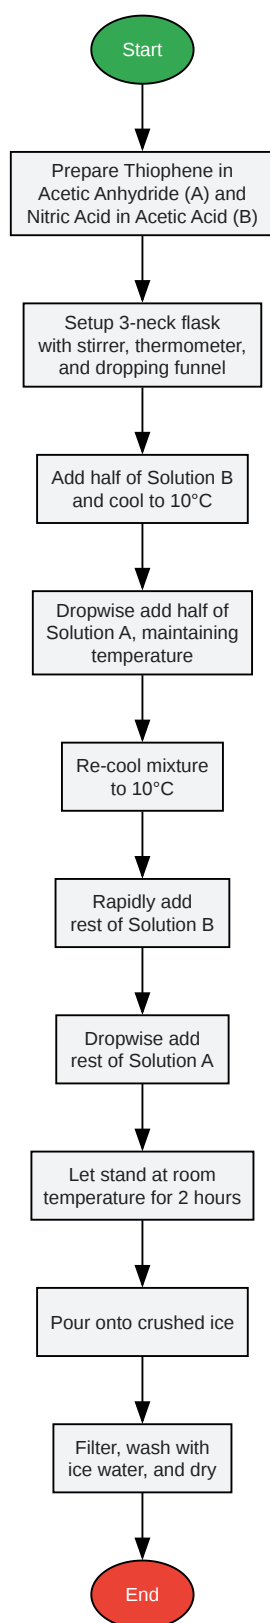 Start
Prepare Thiophene in
Acetic Anhydride (A) and
Nitric Acid in Acetic Acid (B)
Setup 3-neck flask
with stirrer, thermometer,
and dropping funnel
Add half of Solution B
and cool to 10°C
Dropwise add half of
Solution A, maintaining
temperature
Re-cool mixture
to 10°C
Rapidly add
rest of Solution B
Dropwise add
rest of Solution A
Let stand at room
temperature for 2 hours
Pour onto crushed ice
Filter, wash with
ice water, and dry
End